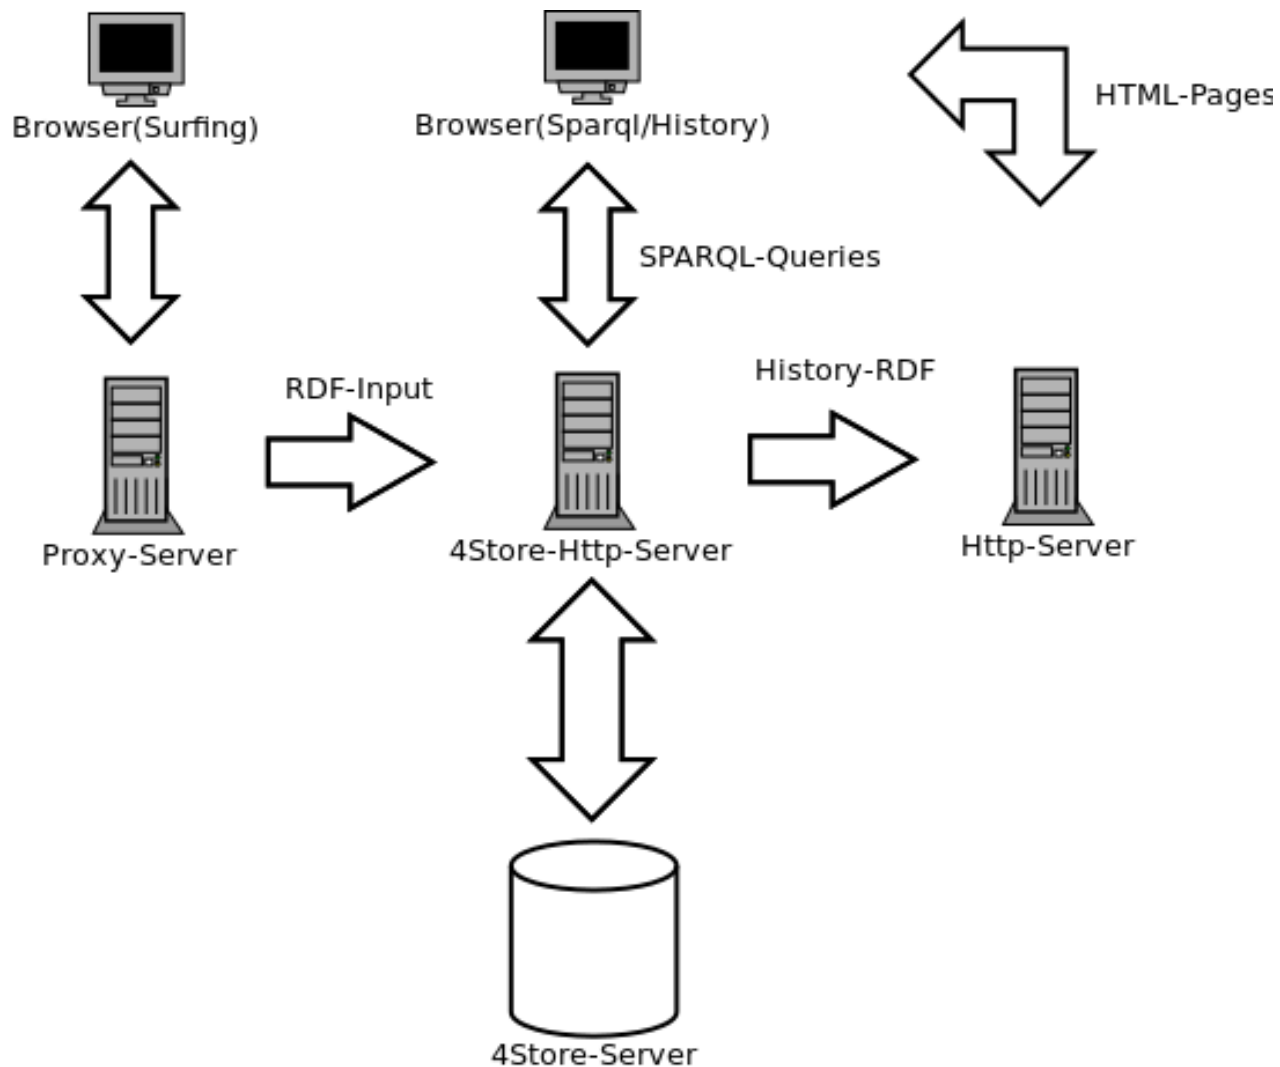 Browser(Surfing)
Browser(Sparql/History)
HTML-Pages
SPARQL-Queries
RDF-Input
History-RDF
Proxy-Server
4Store-Http-Server
Http-Server
4Store-Server